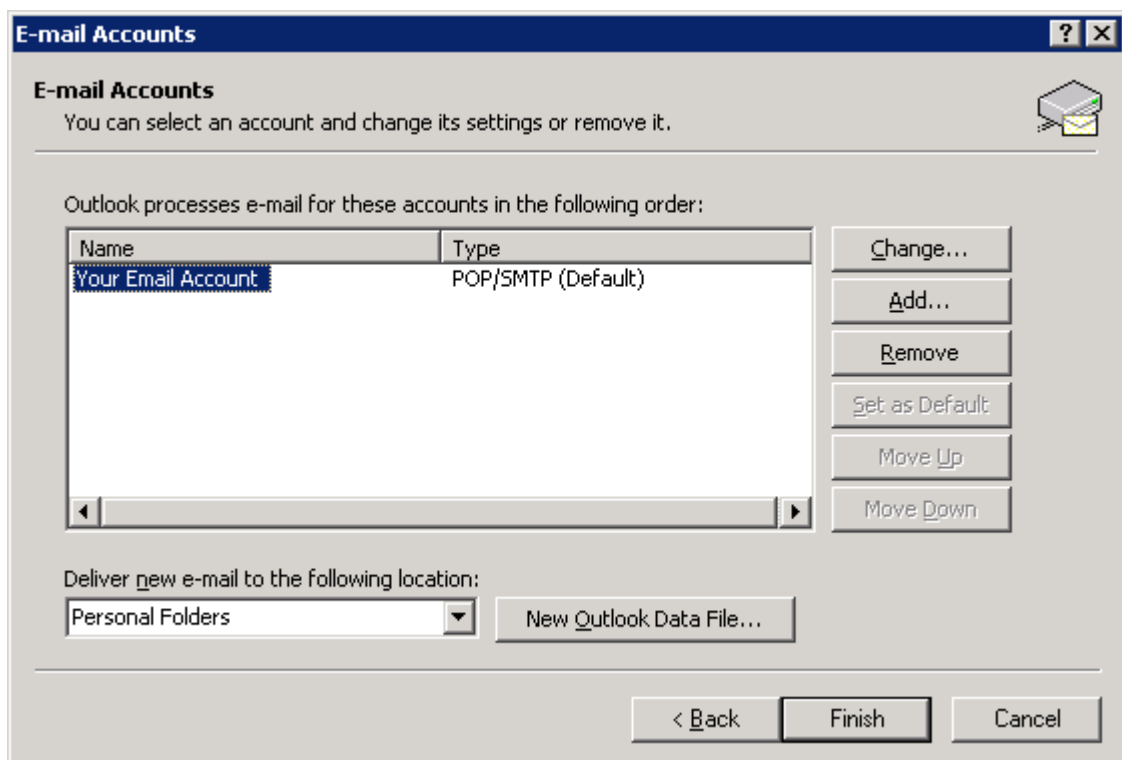 E-mail Accounts
E-mail Accounts
You can select an account and change its settings or remove it.
Outlook processes e-mail for these accounts in the following order:
Name Type
Your Email Account POP/SMTP (Default)
Change...
Add...
Remove
Set as Default
Move Up
Move Down
Deliver new e-mail to the following location:
Personal Folders New Outlook Data File...
< Back Finish Cancel